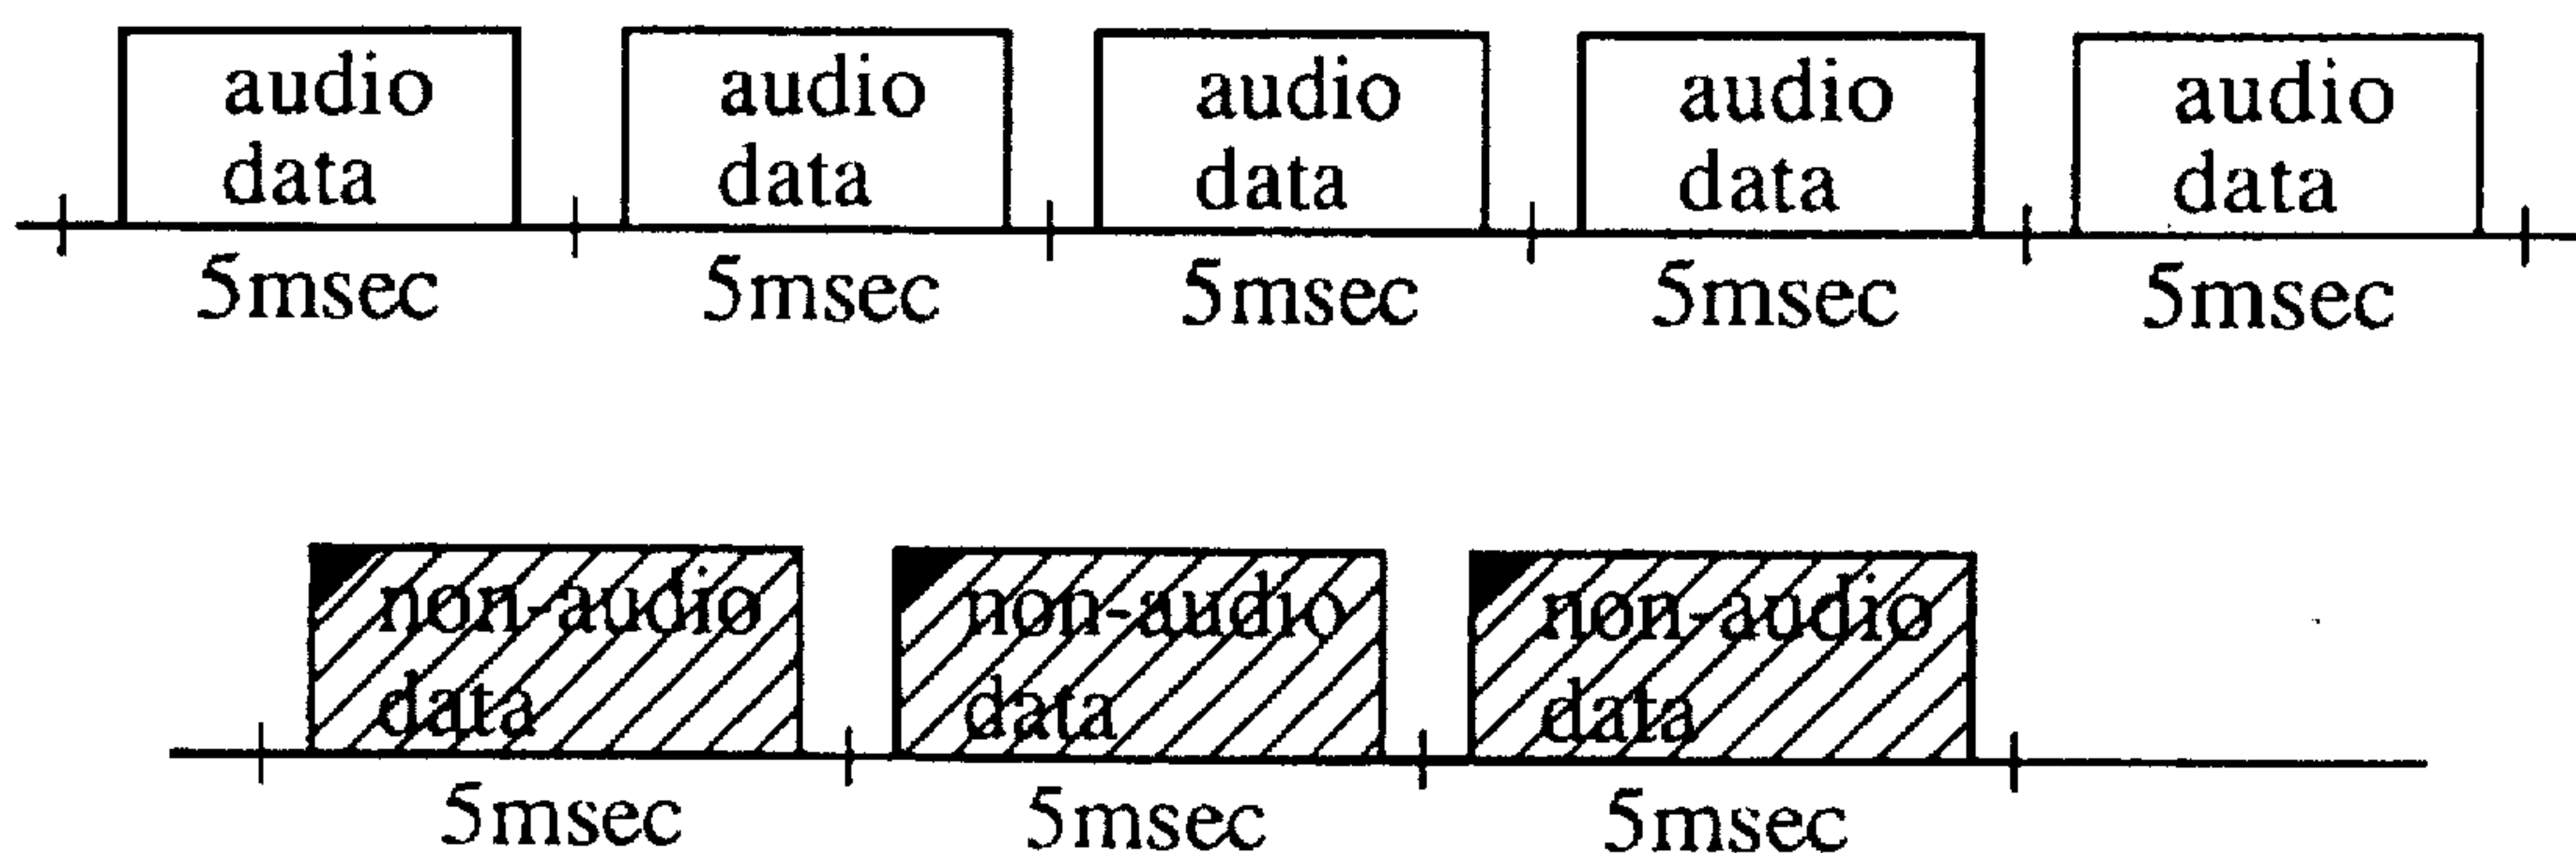 audio audio audio audio audio
data data data data data
5msec 5msec 5msec 5msec 5msec
non-audio non-audio non-audio
data data data
5msec 5msec 5msec